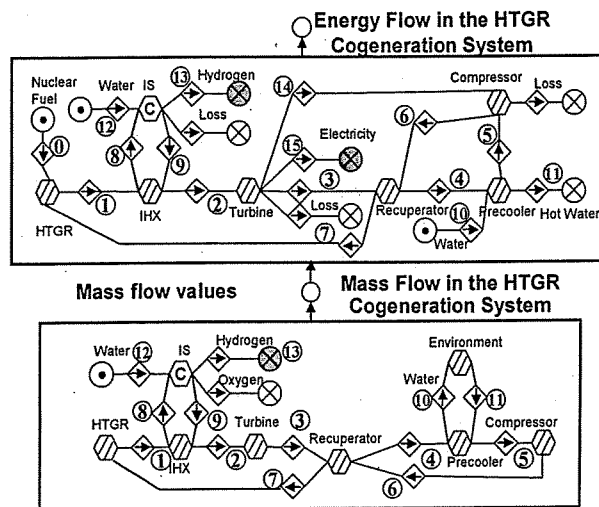 Energy Flow in the HTGR
Cogeneration System
Nuclear
Fuel
Water
IS
13
Hydrogen
14
Compressor
Loss
C
12
Loss
6
0
8
9
15
Electricity
5
3
4
11
1
2
Turbine
Loss
Recuperator
Precooler
Hot Water
HTGR
IHX
7
10
Water
Mass flow values
Mass Flow in the HTGR
Cogeneration System
IS
Hydrogen
13
Water
12
C
Oxygen
Environment
Water
8
9
10
11
HTGR
Turbine
3
Recuperator
Compressor
1
IHX
2
4
Precooler
5
7
6